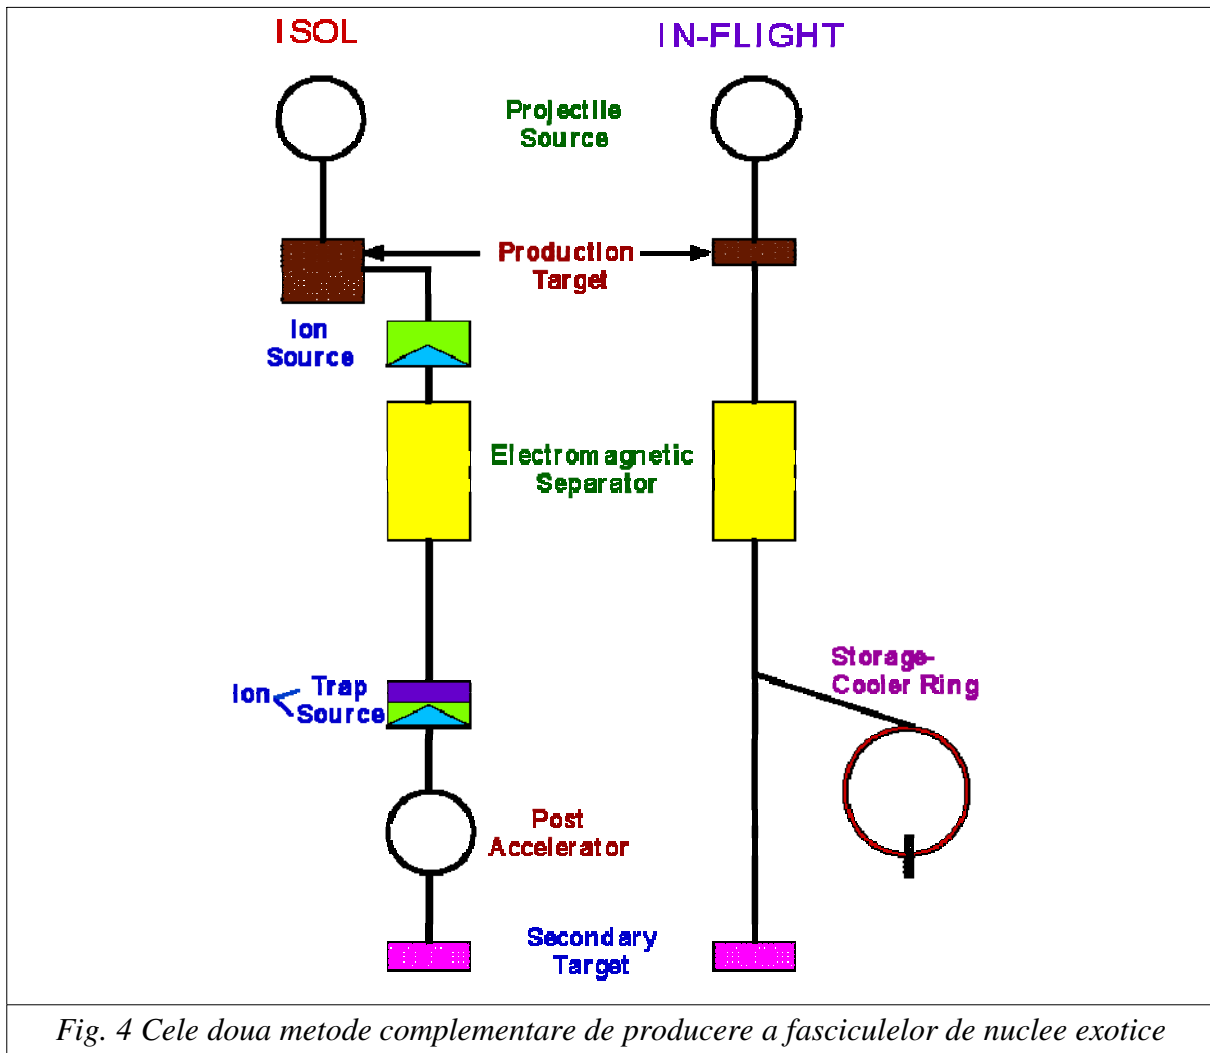 ISOL
IN-FLIGHT
Projectile
Source
Production
Target
Ion
Source
Electromagnetic
Separator
Storage-
Cooler Ring
Ion Trap
Source
Post
Accelerator
Secondary
Target
Fig. 4 Cele doua metode complementare de producere a fasciculelor de nuclee exotice